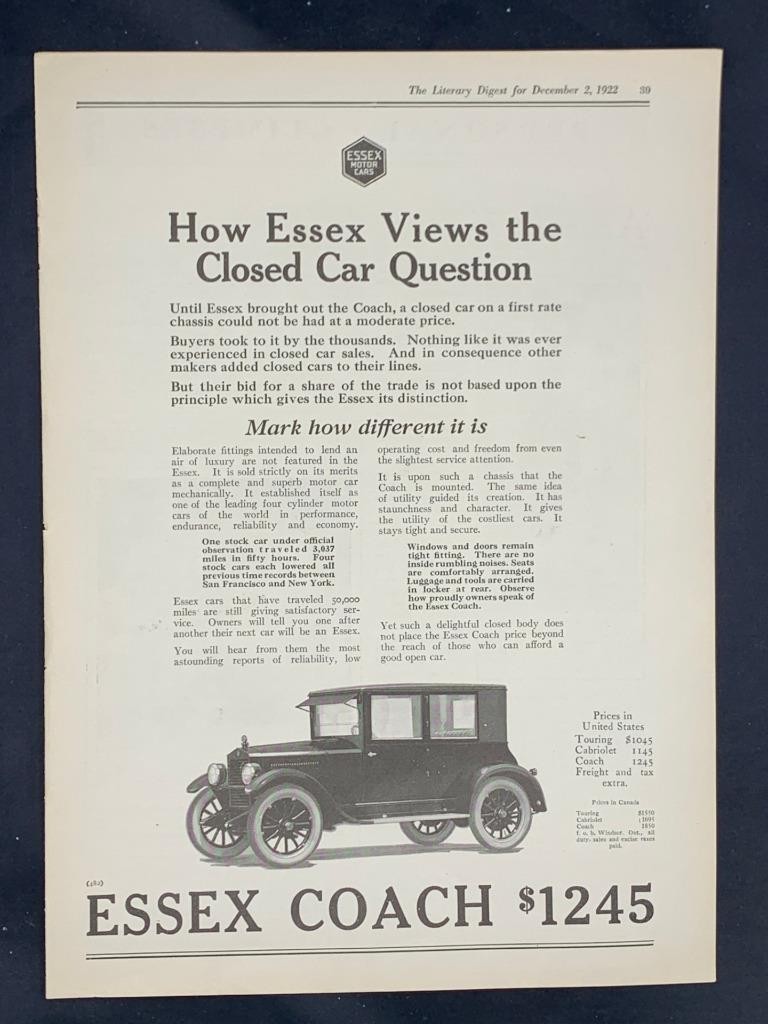 The Literary Digest for December 2, 1922 39
ESSEX
MOTOR
CARS
How Essex Views the
Closed Car Question
Until Essex brought out the Coach, a closed car on a first rate
chassis could not be had at a moderate price.
Buyers took to it by the thousands. Nothing like it was ever
experienced in closed car sales. And in consequence other
makers added closed cars to their lines.
But their bid for a share of the trade is not based upon the
principle which gives the Essex its distinction.
Mark how different it is
Elaborate fittings intended to lend an
air of luxury are not featured in the
Essex. It is sold strictly on its merits
as a complete and superb motor car
mechanically. It established itself as
one of the leading four cylinder motor
cars of the world in performance,
endurance, reliability and economy.
One stock car under official
observation traveled 3,037
miles in fifty hours. Four
stock cars each lowered all
previous time records between
San Francisco and New York.
Essex cars that have traveled 50,000
miles are still giving satisfactory ser-
vice. Owners will tell you one after
another their next car will be an Essex.
You will hear from them the most
astounding reports of reliability, low
operating cost and freedom from even
the slightest service attention.
It is upon such a chassis that the
Coach is mounted. The same idea
of utility guided its creation. It has
staunchness and character. It gives
the utility of the costliest cars. It
stays tight and secure.
Windows and doors remain
tight fitting. There are no
inside rumbling noises. Seats
are comfortably arranged.
Luggage and tools are carried
in locker at rear. Observe
how proudly owners speak of
the Essex Coach.
Yet such a delightful closed body does
not place the Essex Coach price beyond
the reach of those who can afford a
good open car.
Prices in
United States
Touring $1045
Cabriolet 1145
Coach 1245
Freight and tax
extra.
Prices in Canada
Touring $1550
Cabriolet 1695
Coach 1850
f. o. b. Windsor, Ont., all
duty, sales and excise taxes
paid.
(182)
ESSEX COACH $1245